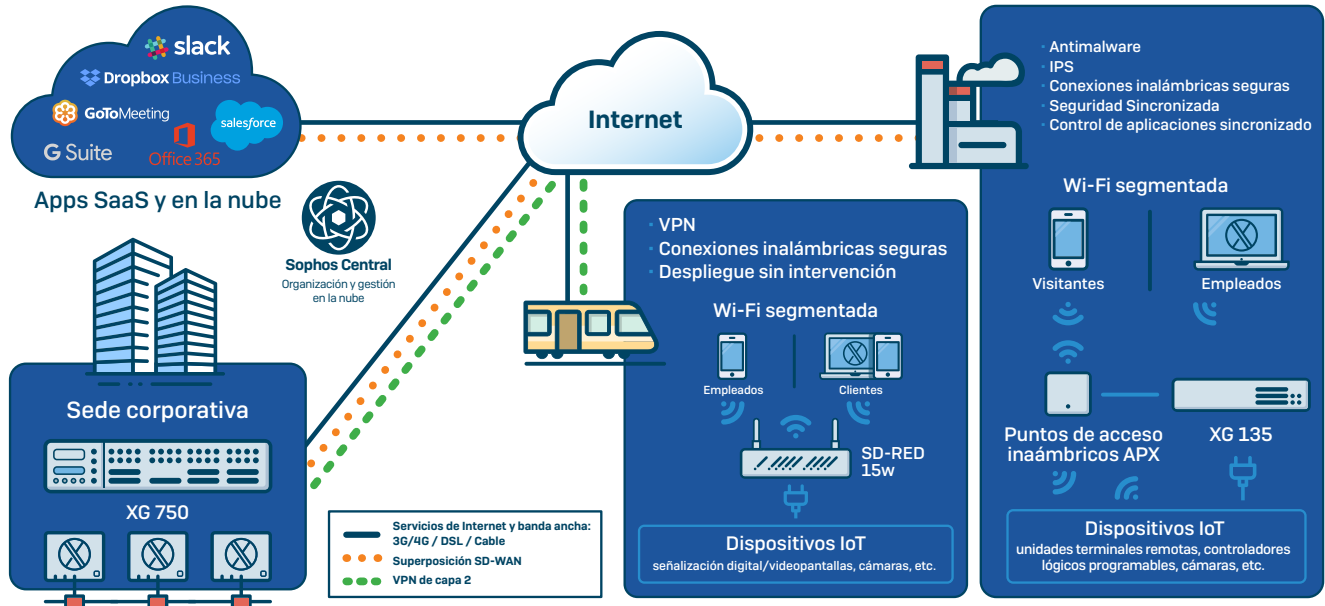 slack
Dropbox Business
GoToMeeting
salesforce
G Suite
Office 365
Apps SaaS y en la nube
Sophos Central
Organización y gestión
en la nube
Internet
Sede corporativa
XG 750
Servicios de Internet y banda ancha:
3G/4G / DSL / Cable
Superposición SD-WAN
VPN de capa 2
· VPN
· Conexiones inalámbricas seguras
· Despliegue sin intervención
Wi-Fi segmentada
Empleados
Clientes
SD-RED
15w
Dispositivos IoT
señalización digital/videopantallas, cámaras, etc.
· Antimalware
· IPS
· Conexiones inalámbricas seguras
· Seguridad Sincronizada
· Control de aplicaciones sincronizado
Wi-Fi segmentada
Visitantes
Empleados
Puntos de acceso
inaámbricos APX
XG 135
Dispositivos IoT
unidades terminales remotas, controladores
lógicos programables, cámaras, etc.